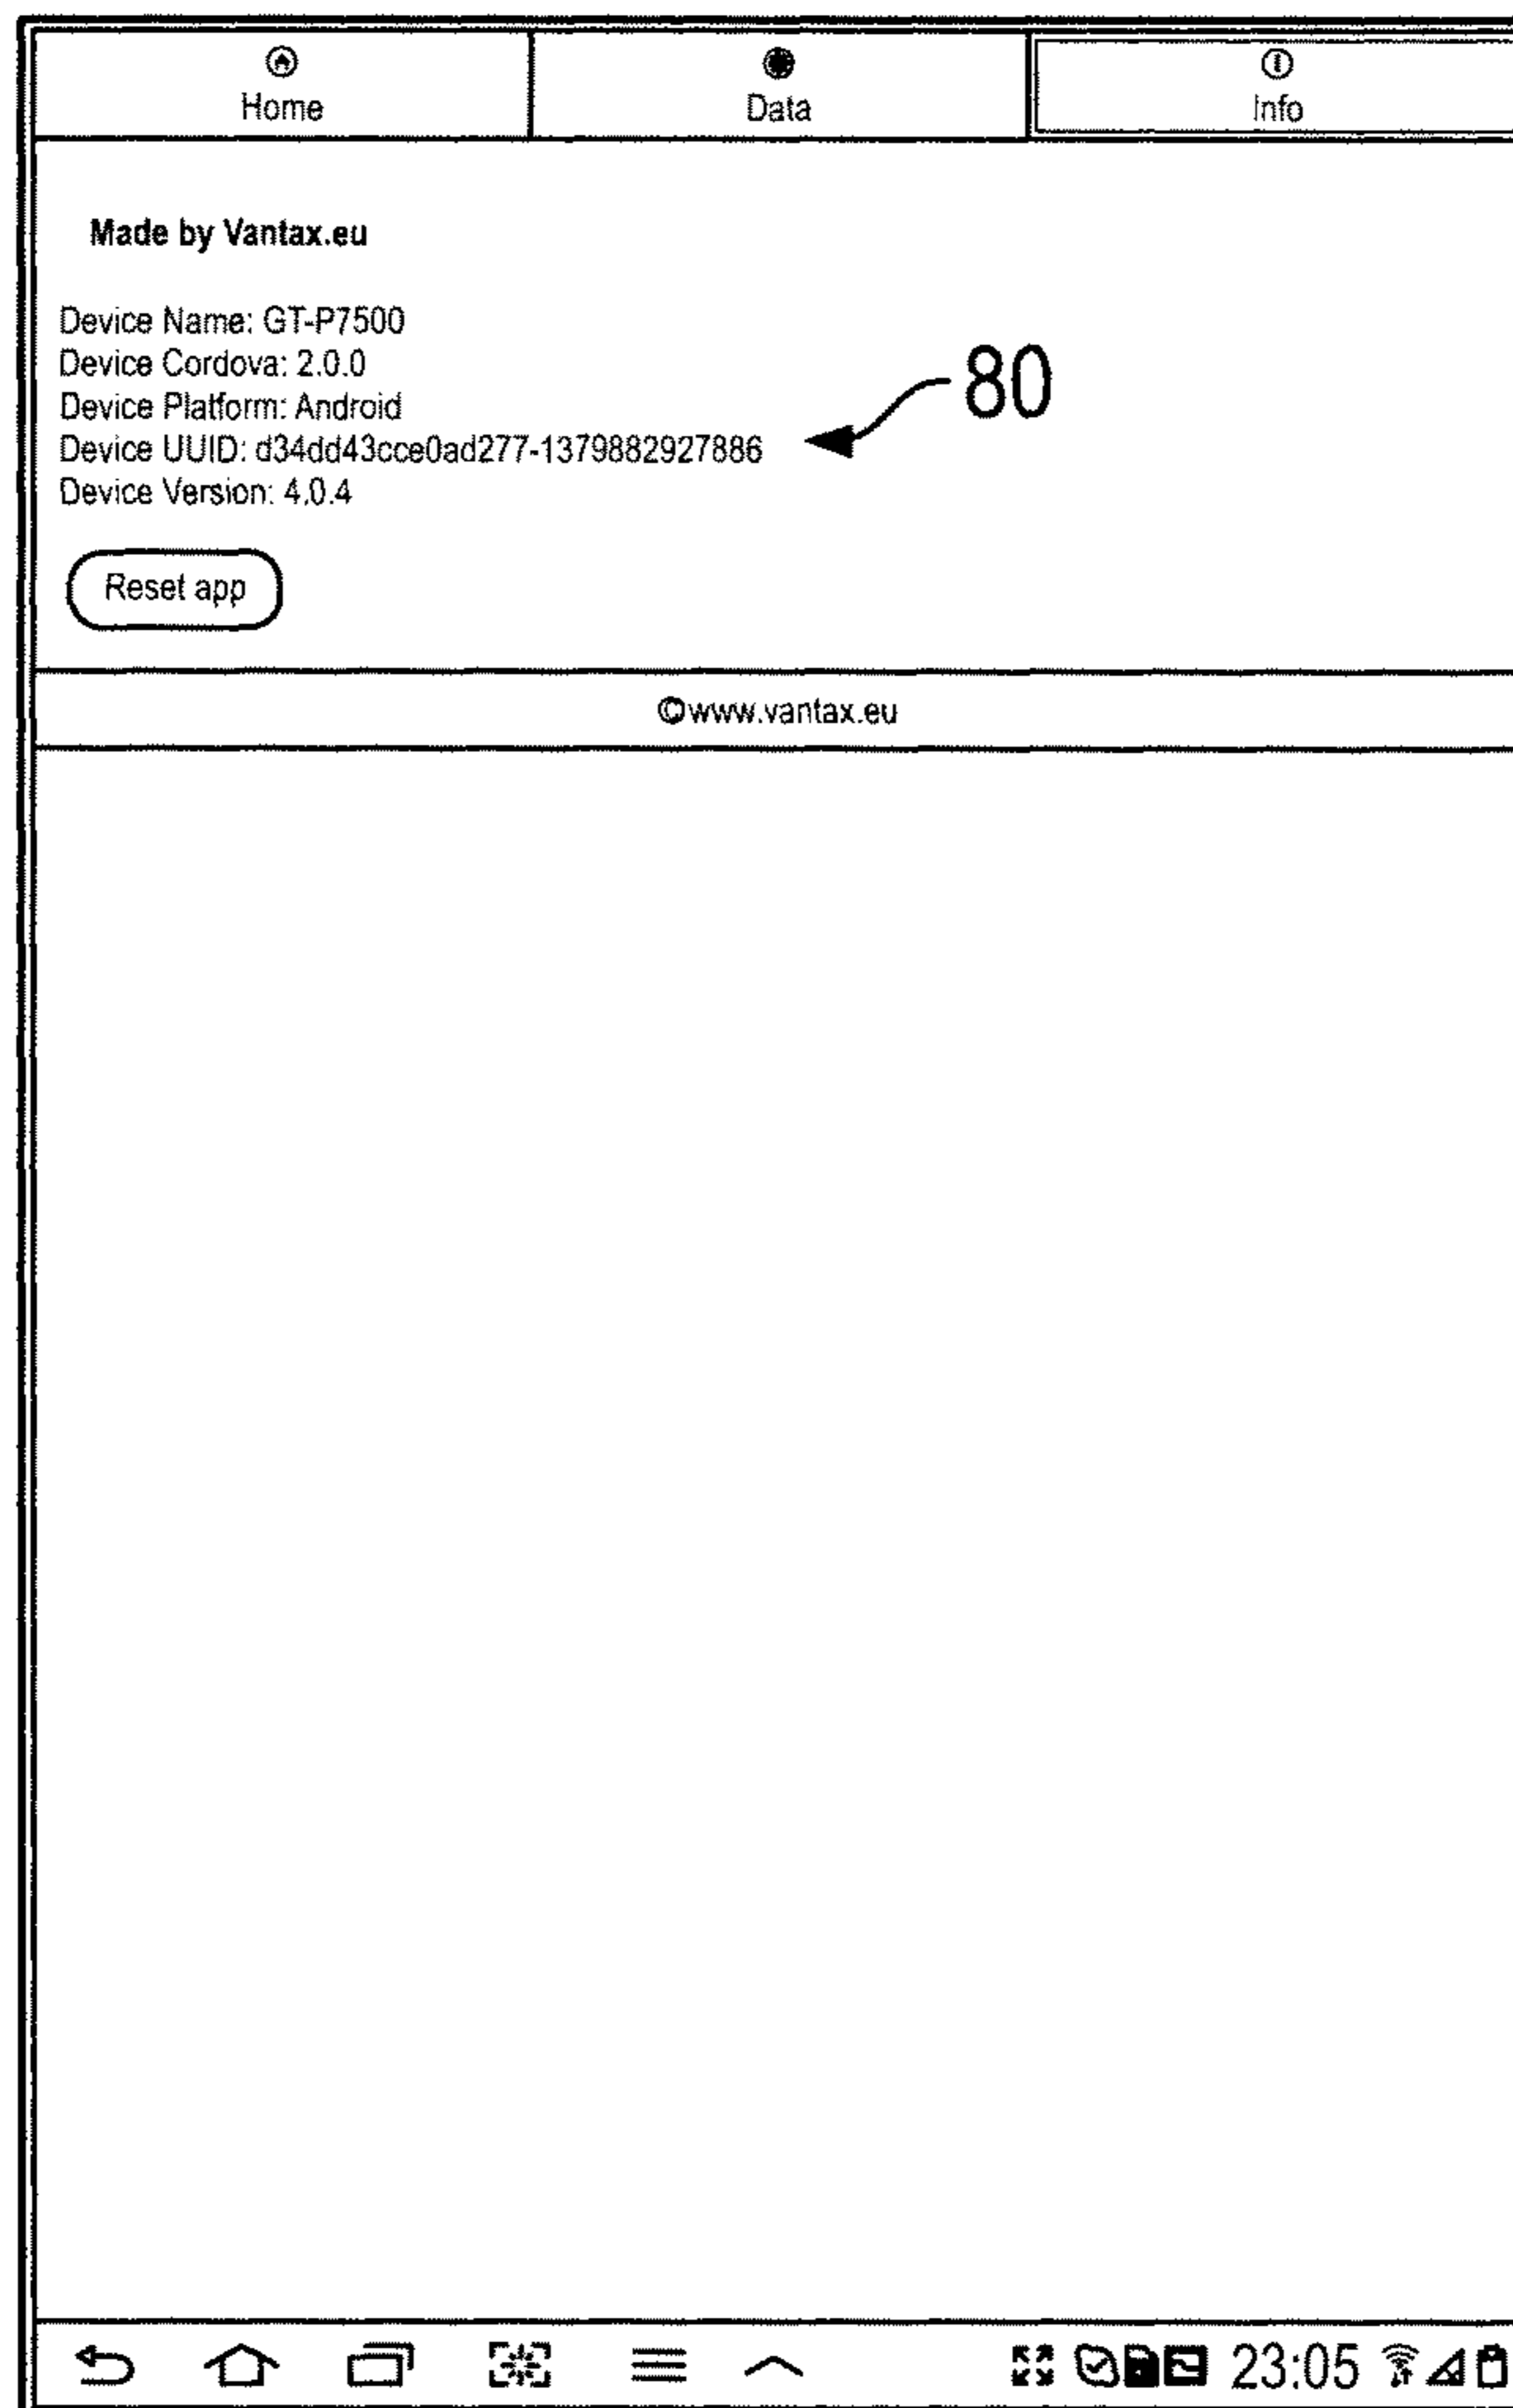 Home
Data
Info
Made by Vantax.eu
Device Name: GT-P7500
Device Cordova: 2.0.0
Device Platform: Android
Device UUID: d34dd43cce0ad277-1379882927886
Device Version: 4.0.4
80
Reset app
©www.vantax.eu
23:05